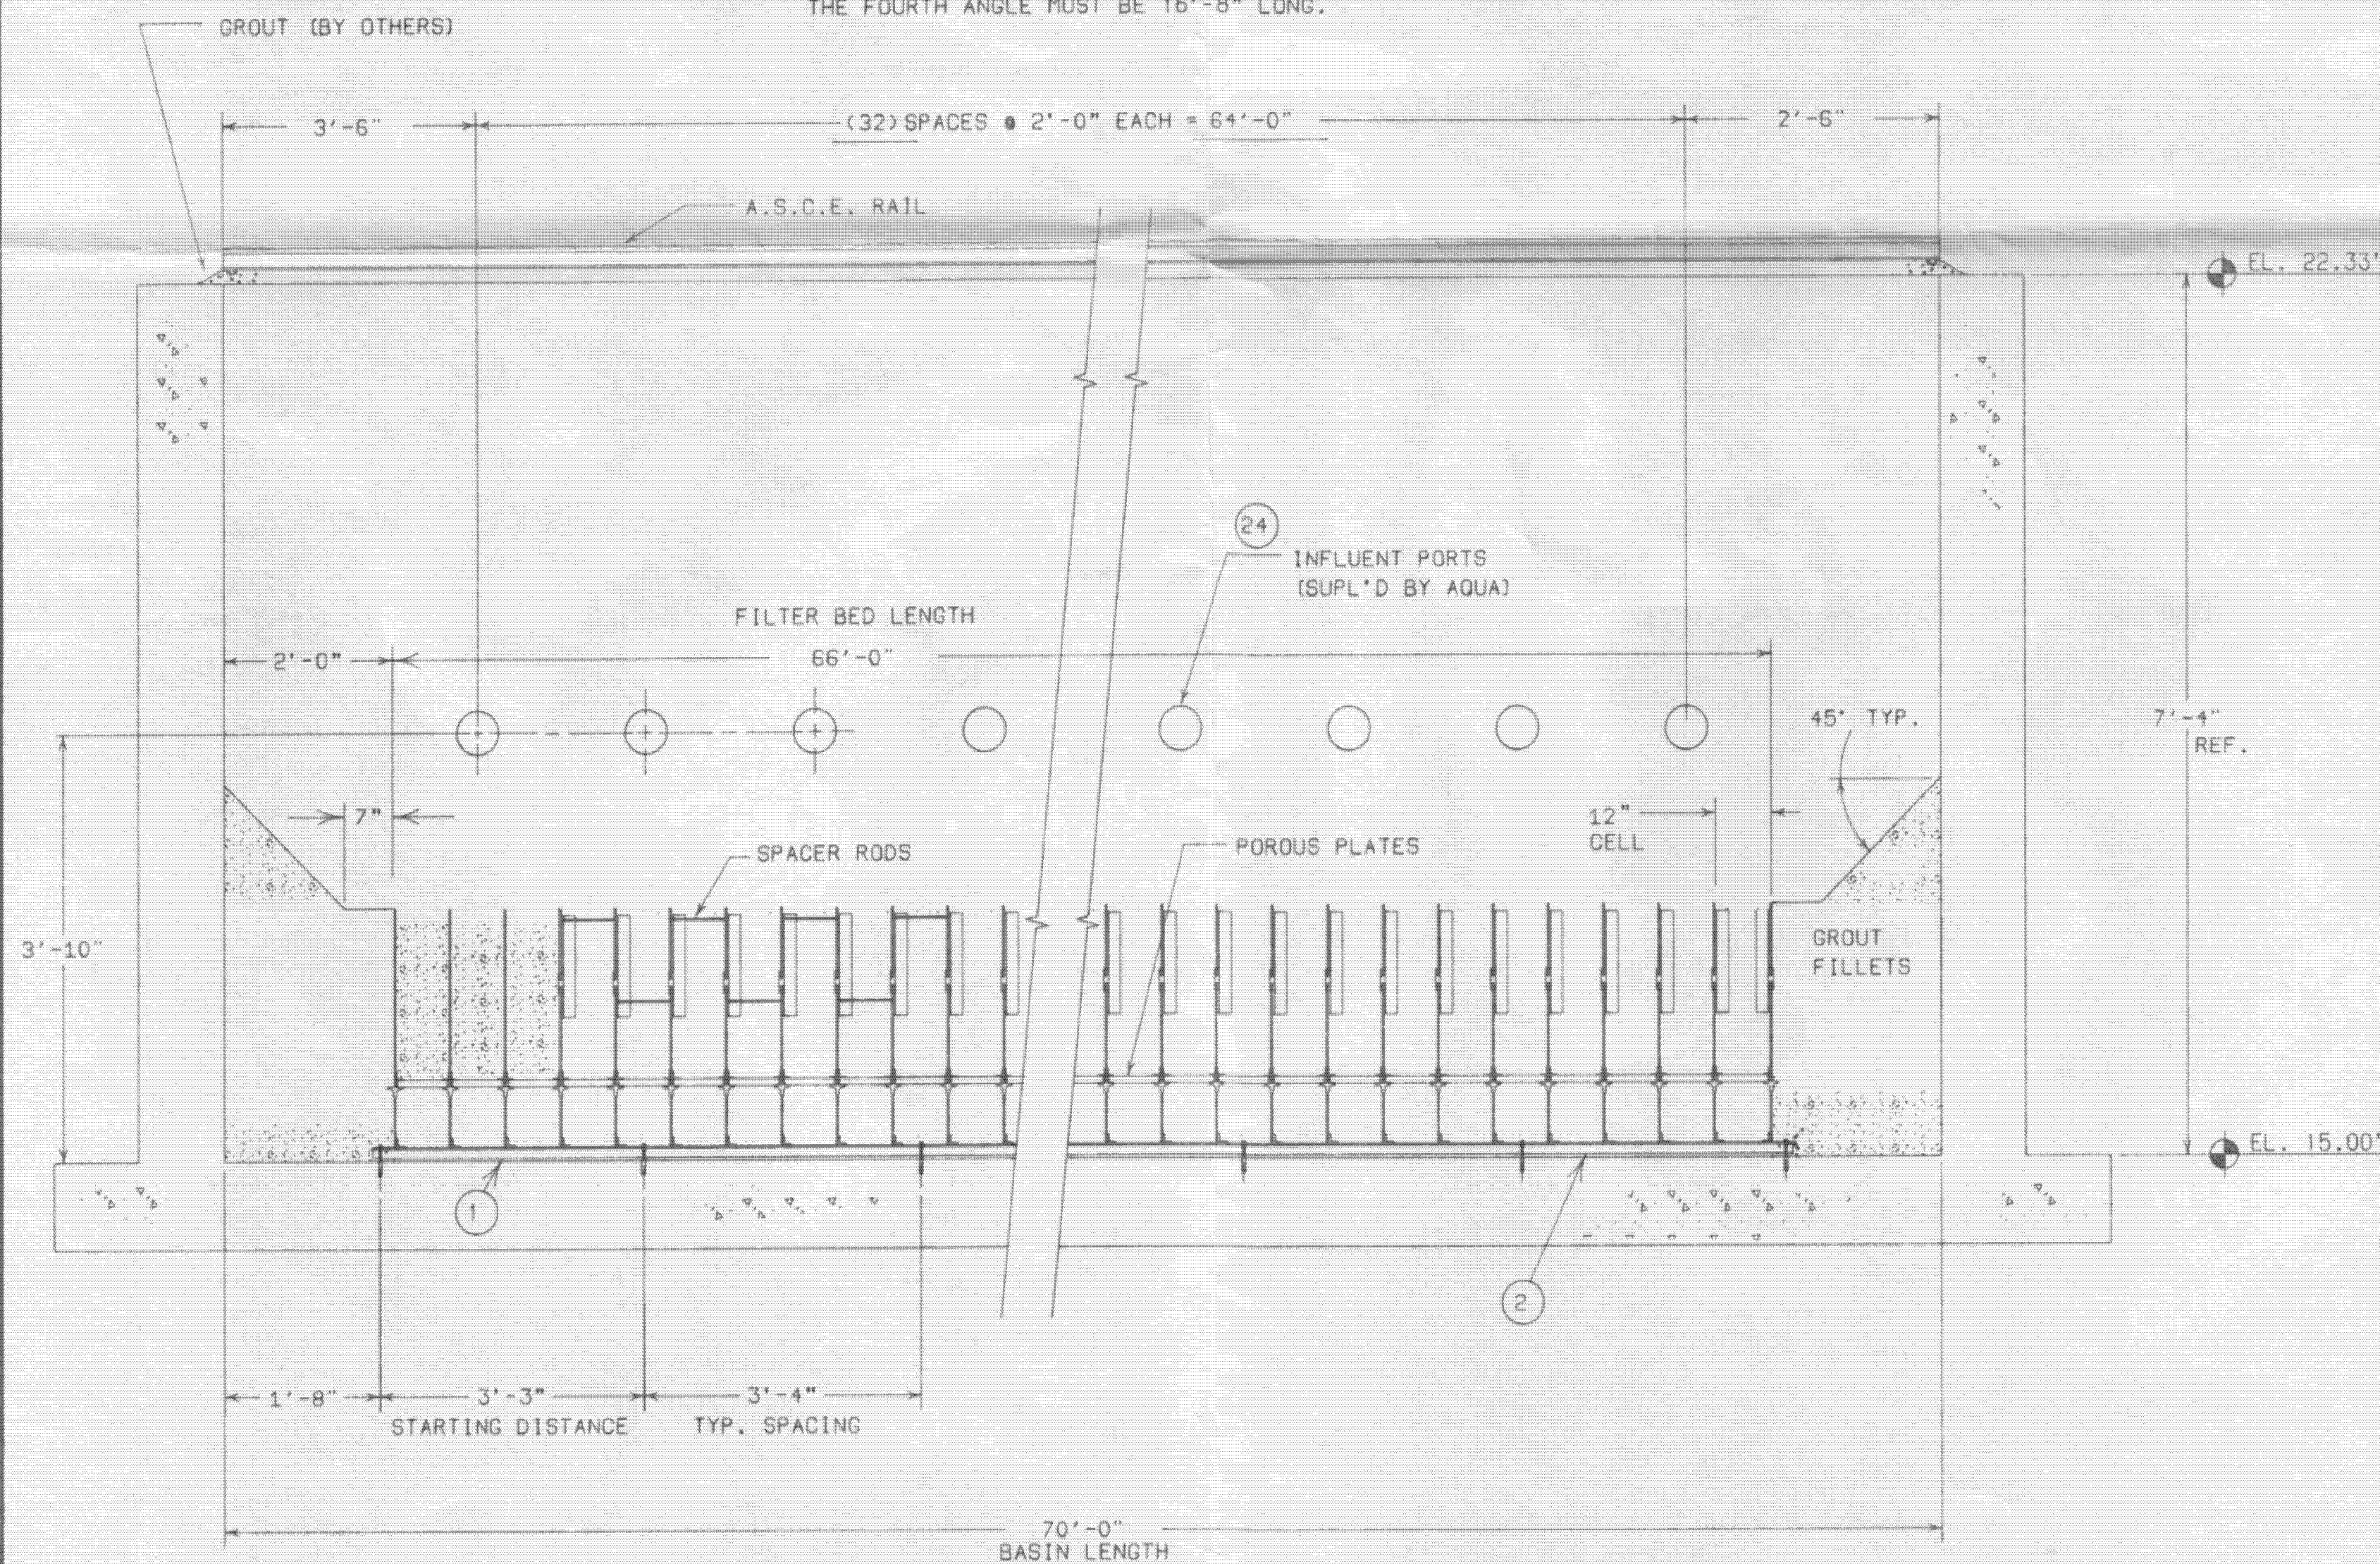 THE FOURTH ANGLE MUST BE 16'-8" LONG.
GROUT (BY OTHERS)
3'-6"
(32) SPACES @ 2'-0" EACH = 64'-0"
2'-6"
A.S.C.E. RAIL
EL. 22.33'
24
INFLUENT PORTS
(SUPL'D BY AQUA)
FILTER BED LENGTH
2'-0"
66'-0"
45° TYP.
7'-4"
REF.
7"
12"
CELL
SPACER RODS
POROUS PLATES
3'-10"
GROUT
FILLETS
EL. 15.00'
1
2
1'-8"
3'-3"
3'-4"
STARTING DISTANCE
TYP. SPACING
70'-0"
BASIN LENGTH